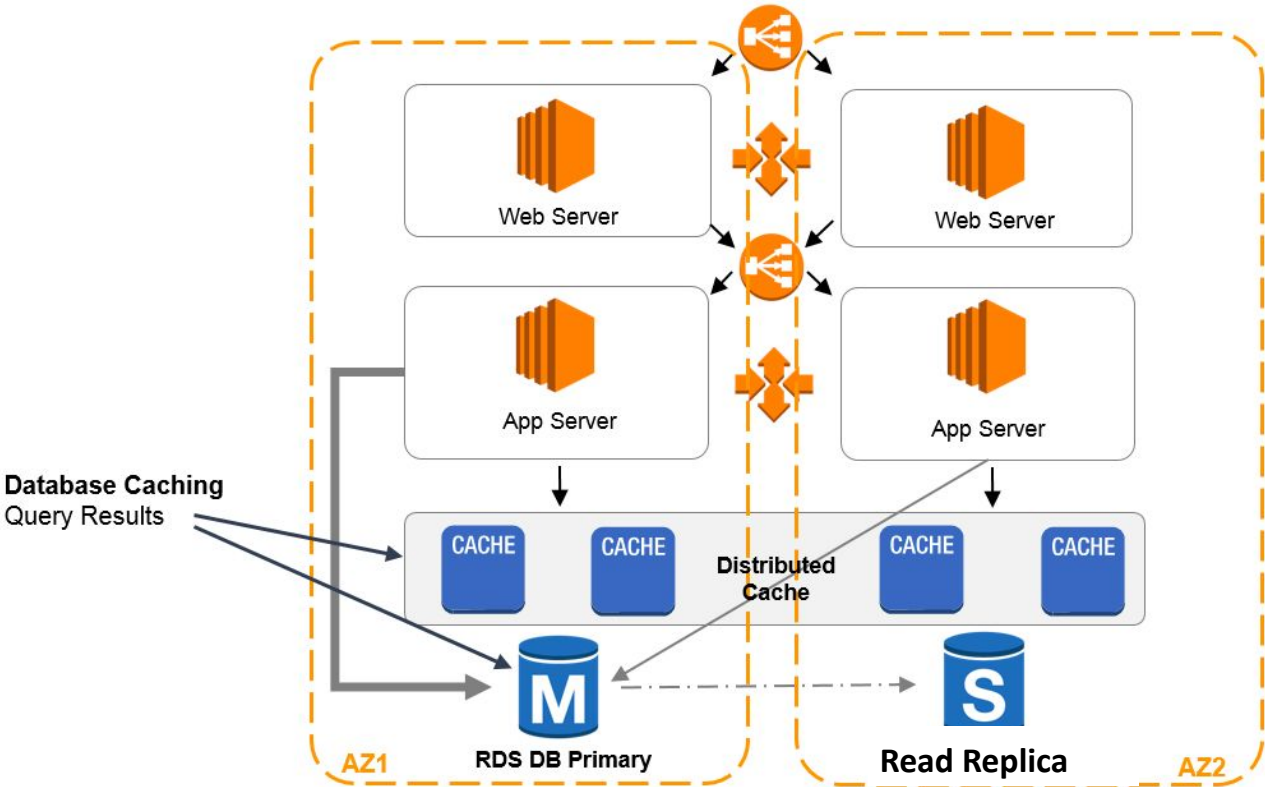 Web Server
Web Server
App Server
App Server
Database Caching
Query Results
CACHE
CACHE
Distributed
Cache
CACHE
CACHE
M
S
RDS DB Primary
Read Replica
AZ1
AZ2